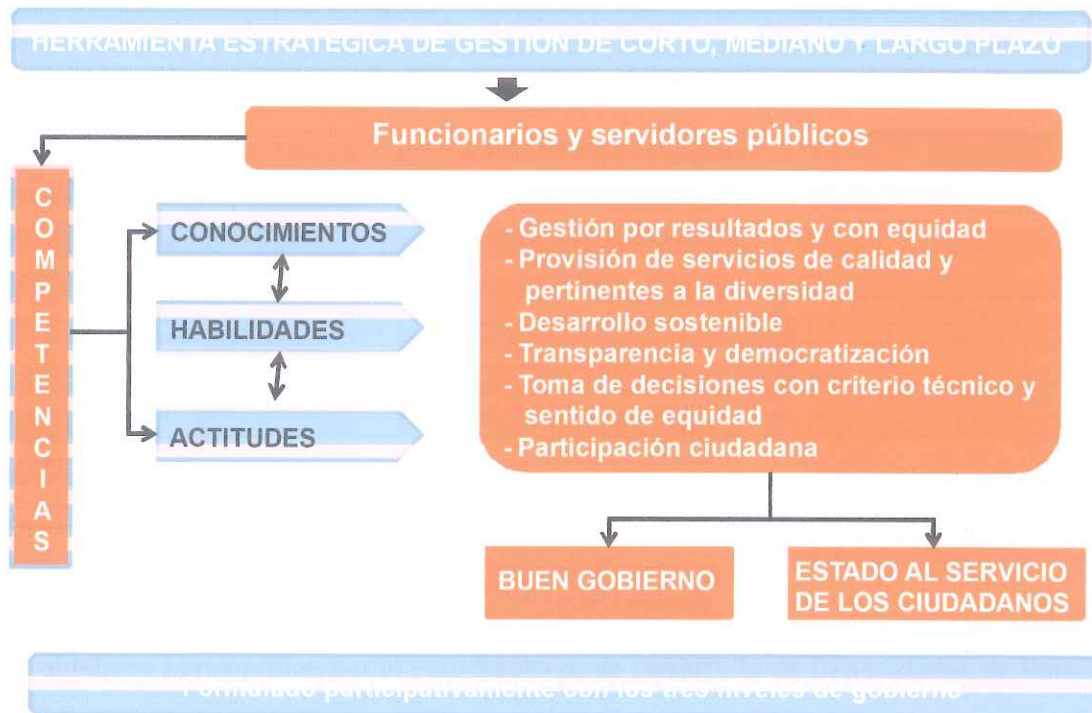 HERRAMIENTA ESTRATEGICA DE GESTIÓN DE CORTO, MEDIANO Y LARGO PLAZO
Funcionarios y servidores públicos
COMPETENCIAS
CONOCIMIENTOS
HABILIDADES
ACTITUDES
- Gestión por resultados y con equidad
- Provisión de servicios de calidad y
pertinentes a la diversidad
- Desarrollo sostenible
- Transparencia y democratización
- Toma de decisiones con criterio técnico y
sentido de equidad
- Participación ciudadana
BUEN GOBIERNO
ESTADO AL SERVICIO
DE LOS CIUDADANOS
Formulado participativamente con los tres niveles de gobierno